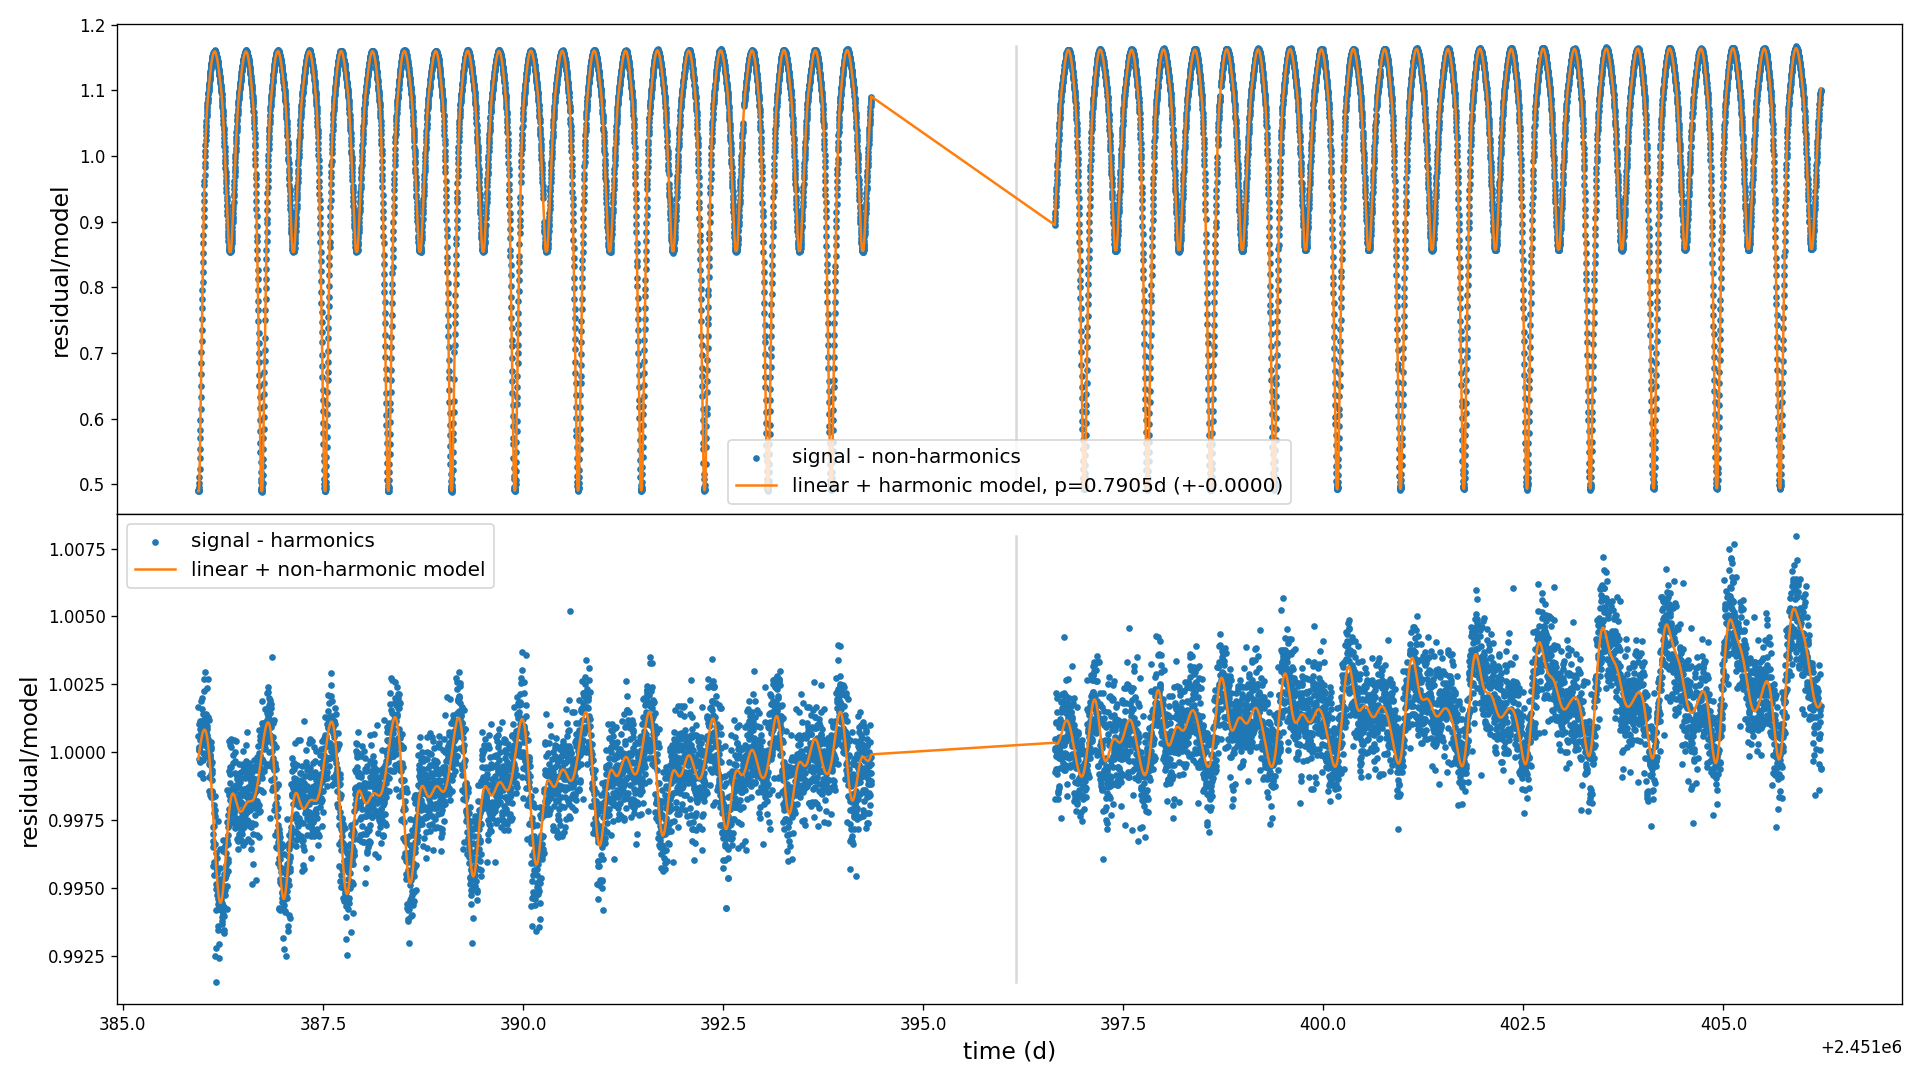 1.2
1.1
1.0
0.9
0.8
0.7
0.6
0.5
residual/model
signal - non-harmonics
linear + harmonic model, p=0.7905d (+-0.0000)
signal - harmonics
linear + non-harmonic model
1.0075
1.0050
1.0025
1.0000
0.9975
0.9950
0.9925
residual/model
385.0 387.5 390.0 392.5 395.0 397.5 400.0 402.5 405.0
time (d)
+2.451e6